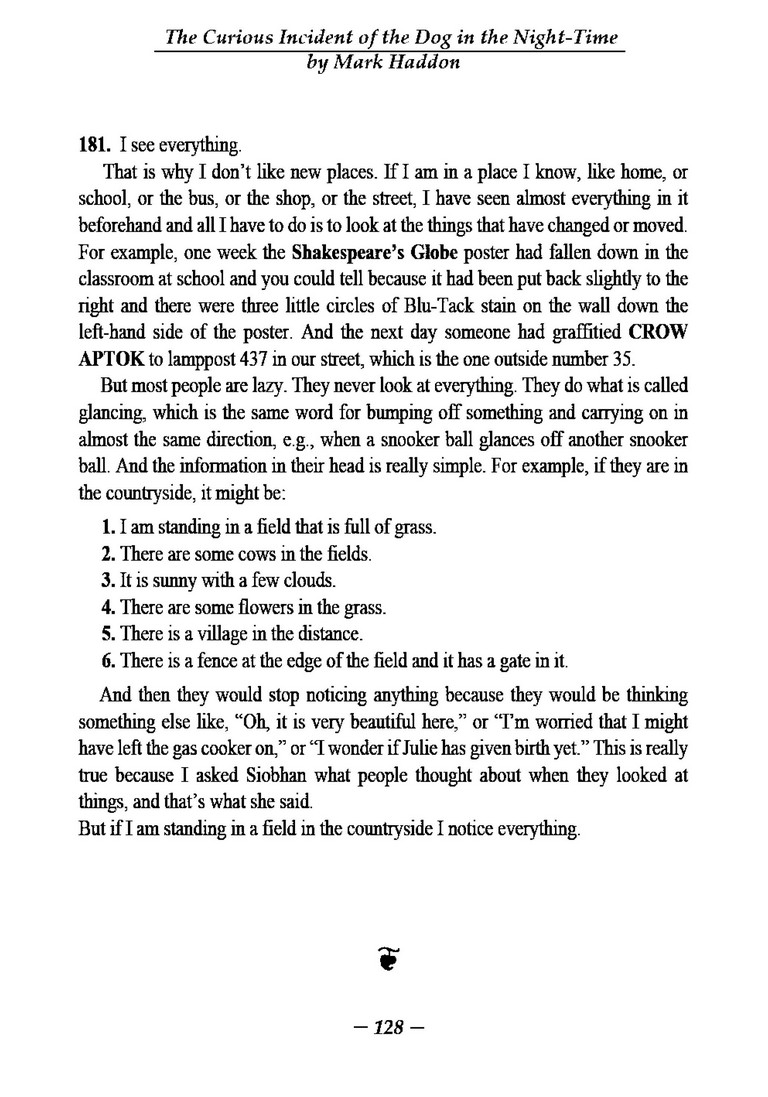 The Curious Incident of the Dog in the Night-Time
by Mark Haddon
181. I see everything.
That is why I don't like new places. If I am in a place I know, like home, or
school, or the bus, or the shop, or the street, I have seen almost everything in it
beforehand and all I have to do is to look at the things that have changed or moved.
For example, one week the Shakespeare's Globe poster had fallen down in the
classroom at school and you could tell because it had been put back slightly to the
right and there were three little circles of Blu-Tack stain on the wall down the
left-hand side of the poster. And the next day someone had graffitied CROW
APTOK to lamppost 437 in our street, which is the one outside number 35.
But most people are lazy. They never look at everything. They do what is called
glancing, which is the same word for bumping off something and carrying on in
almost the same direction, e.g., when a snooker ball glances off another snooker
ball. And the information in their head is really simple. For example, if they are in
the countryside, it might be:
1. I am standing in a field that is full of grass.
2. There are some cows in the fields.
3. It is sunny with a few clouds.
4. There are some flowers in the grass.
5. There is a village in the distance.
6. There is a fence at the edge of the field and it has a gate in it.
And then they would stop noticing anything because they would be thinking
something else like, "Oh, it is very beautiful here," or "I'm worried that I might
have left the gas cooker on," or "I wonder if Julie has given birth yet." This is really
true because I asked Siobhan what people thought about when they looked at
things, and that's what she said.
But if I am standing in a field in the countryside I notice everything.
– 128 –